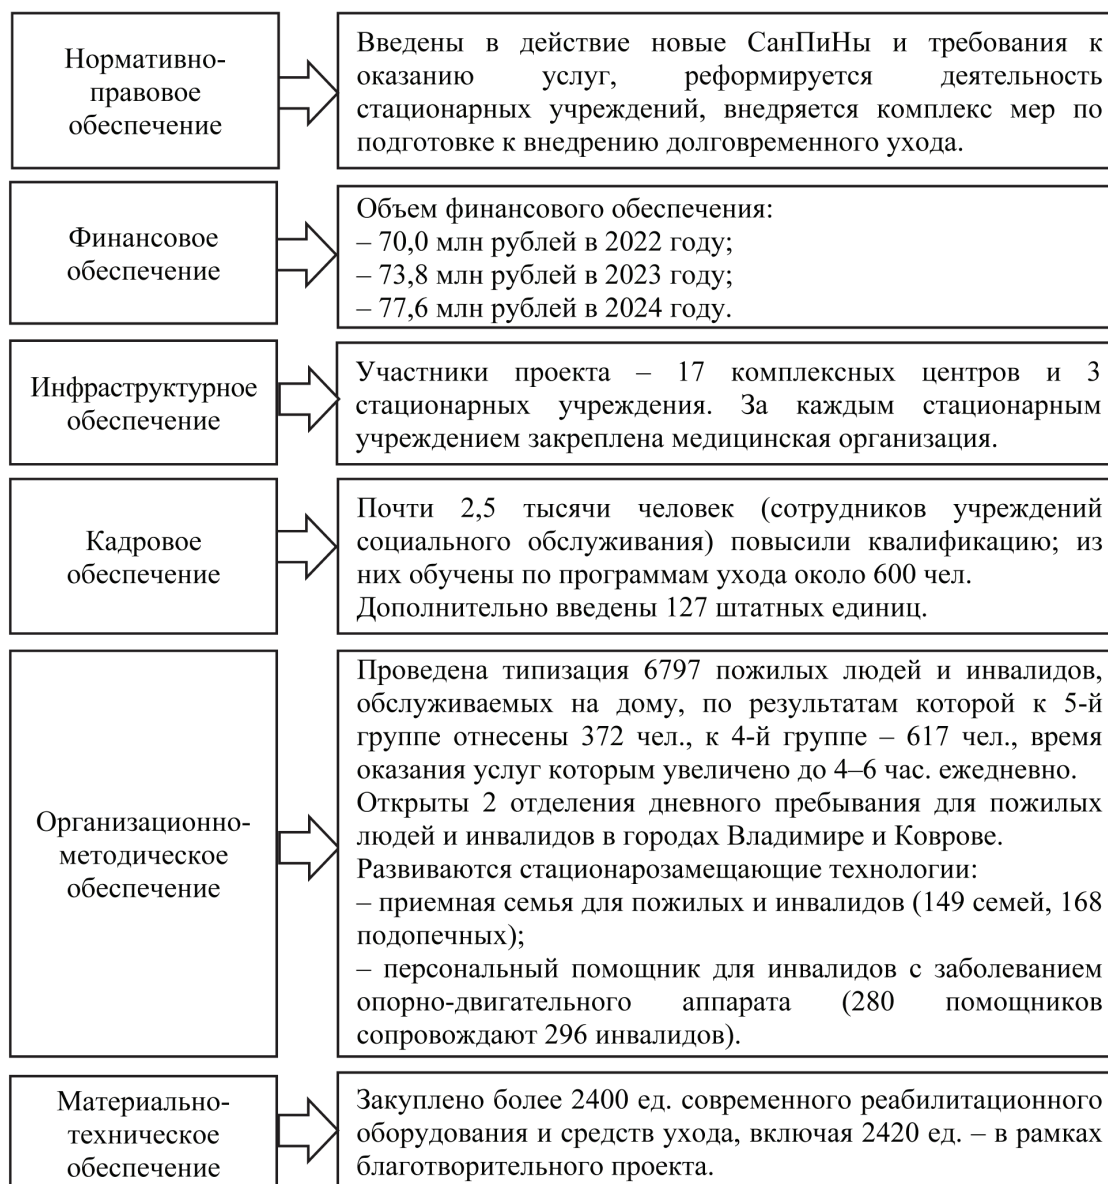 Нормативно-
правовое
обеспечение
Введены в действие новые СанПиНы и требования к
оказанию услуг, реформируется деятельность
стационарных учреждений, внедряется комплекс мер по
подготовке к внедрению долговременного ухода.
Финансовое
обеспечение
Объем финансового обеспечения:
– 70,0 млн рублей в 2022 году;
– 73,8 млн рублей в 2023 году;
– 77,6 млн рублей в 2024 году.
Инфраструктурное
обеспечение
Участники проекта – 17 комплексных центров и 3
стационарных учреждения. За каждым стационарным
учреждением закреплена медицинская организация.
Кадровое
обеспечение
Почти 2,5 тысячи человек (сотрудников учреждений
социального обслуживания) повысили квалификацию; из
них обучены по программам ухода около 600 чел.
Дополнительно введены 127 штатных единиц.
Организационно-
методическое
обеспечение
Проведена типизация 6797 пожилых людей и инвалидов,
обслуживаемых на дому, по результатам которой к 5-й
группе отнесены 372 чел., к 4-й группе – 617 чел., время
оказания услуг которым увеличено до 4–6 час. ежедневно.
Открыты 2 отделения дневного пребывания для пожилых
людей и инвалидов в городах Владимире и Коврове.
Развиваются стационарозамещающие технологии:
– приемная семья для пожилых и инвалидов (149 семей, 168
подопечных);
– персональный помощник для инвалидов с заболеванием
опорно-двигательного аппарата (280 помощников
сопровождают 296 инвалидов).
Материально-
техническое
обеспечение
Закуплено более 2400 ед. современного реабилитационного
оборудования и средств ухода, включая 2420 ед. – в рамках
благотворительного проекта.